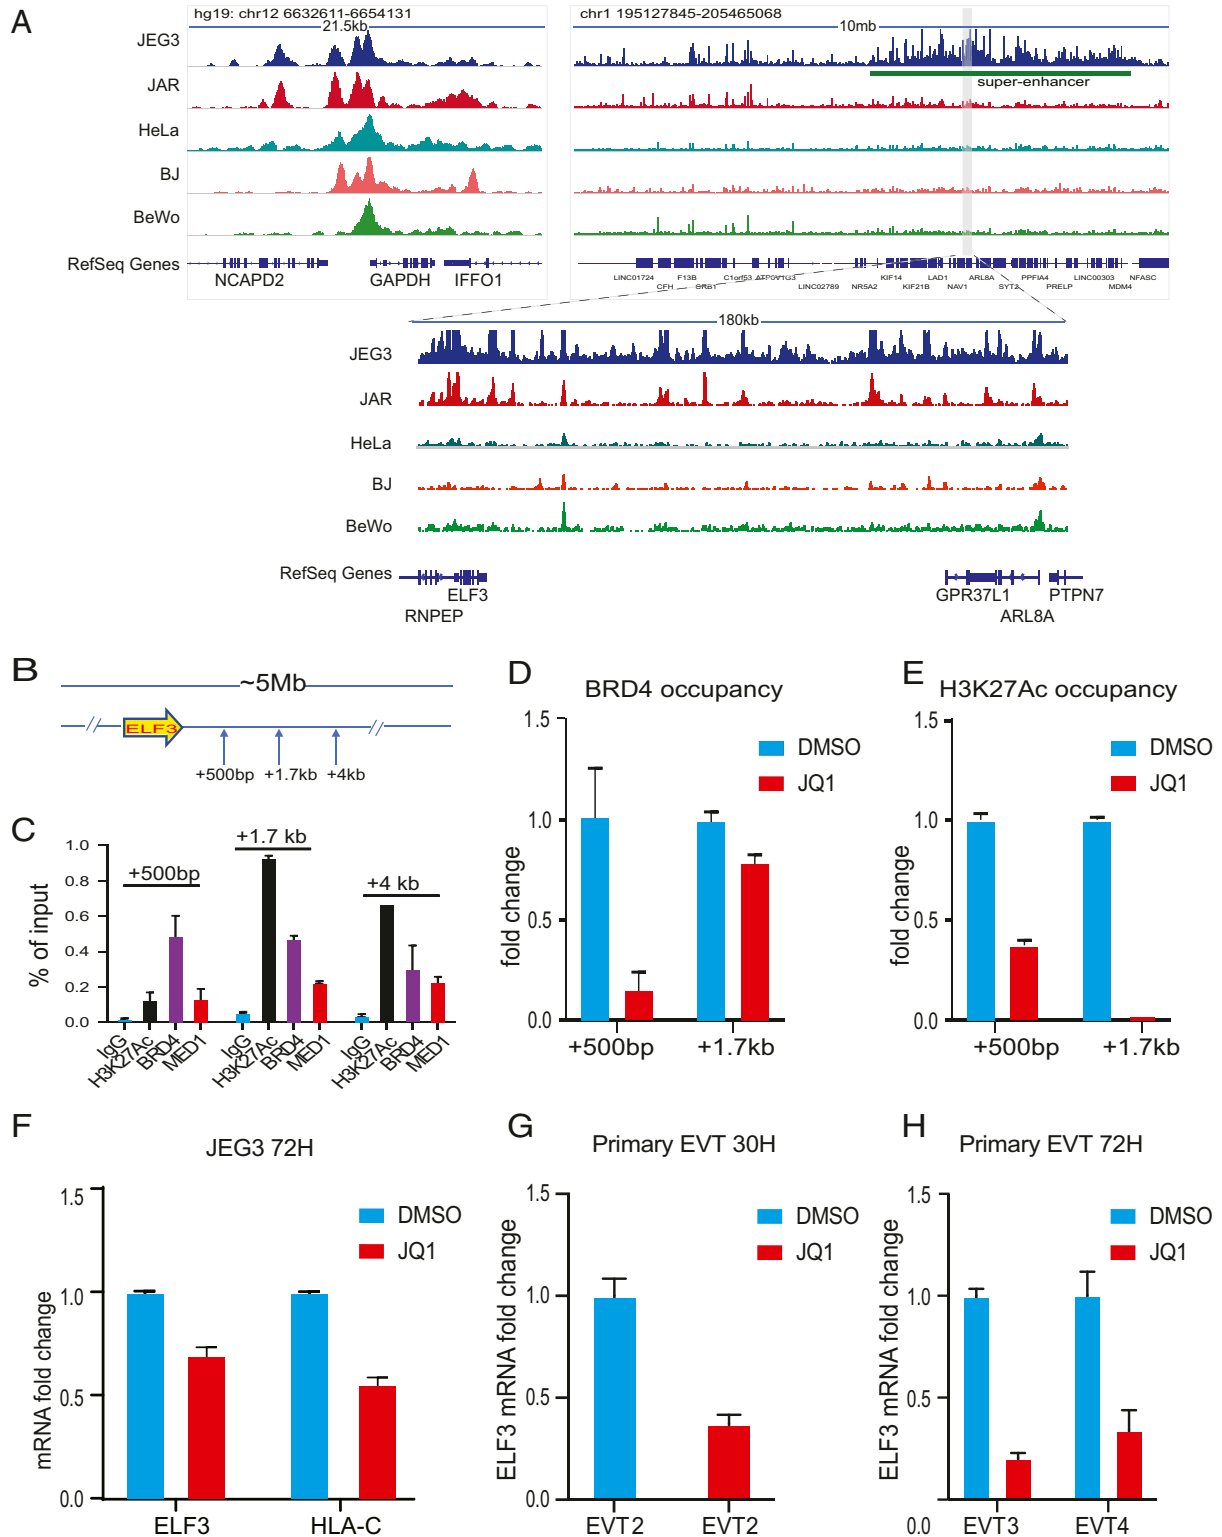 A
hg19: chr12 6632611-6654131
chr1 195127845-205465068
21.5kb
10mb
JEG3
JAR
HeLa
BJ
BeWo
super-enhancer
RefSeq Genes
NCAPD2
GAPDH
IFFO1
LINC01724
F13B
C1orf53
ATP6V1G3
KIF14
LAD1
ARL8A
PPFIA4
LINC00303
NFASC
CFH
CRB1
LINC02789
NR5A2
KIF21B
NAV1
SYT2
PRELP
MDM4
180kb
JEG3
JAR
HeLa
BJ
BeWo
RefSeq Genes
ELF3
RNPEP
GPR37L1
PTPN7
ARL8A
B
~5Mb
ELF3
+500bp
+1.7kb
+4kb
C
% of input
1.0
0.8
0.6
0.4
0.2
0.0
+500bp
+1.7 kb
+4 kb
IgG
H3K27Ac
BRD4
MED1
IgG
H3K27Ac
BRD4
MED1
IgG
H3K27Ac
BRD4
MED1
D
BRD4 occupancy
fold change
1.5
1.0
0.5
0.0
DMSO
JQ1
+500bp
+1.7kb
E
H3K27Ac occupancy
fold change
1.5
1.0
0.5
0.0
DMSO
JQ1
+500bp
+1.7kb
F
JEG3 72H
mRNA fold change
1.5
1.0
0.5
0.0
DMSO
JQ1
ELF3
HLA-C
G
Primary EVT 30H
ELF3 mRNA fold change
1.5
1.0
0.5
0.0
DMSO
JQ1
EVT2
EVT2
H
Primary EVT 72H
ELF3 mRNA fold change
1.5
1.0
0.5
0.0
DMSO
JQ1
EVT3
EVT4